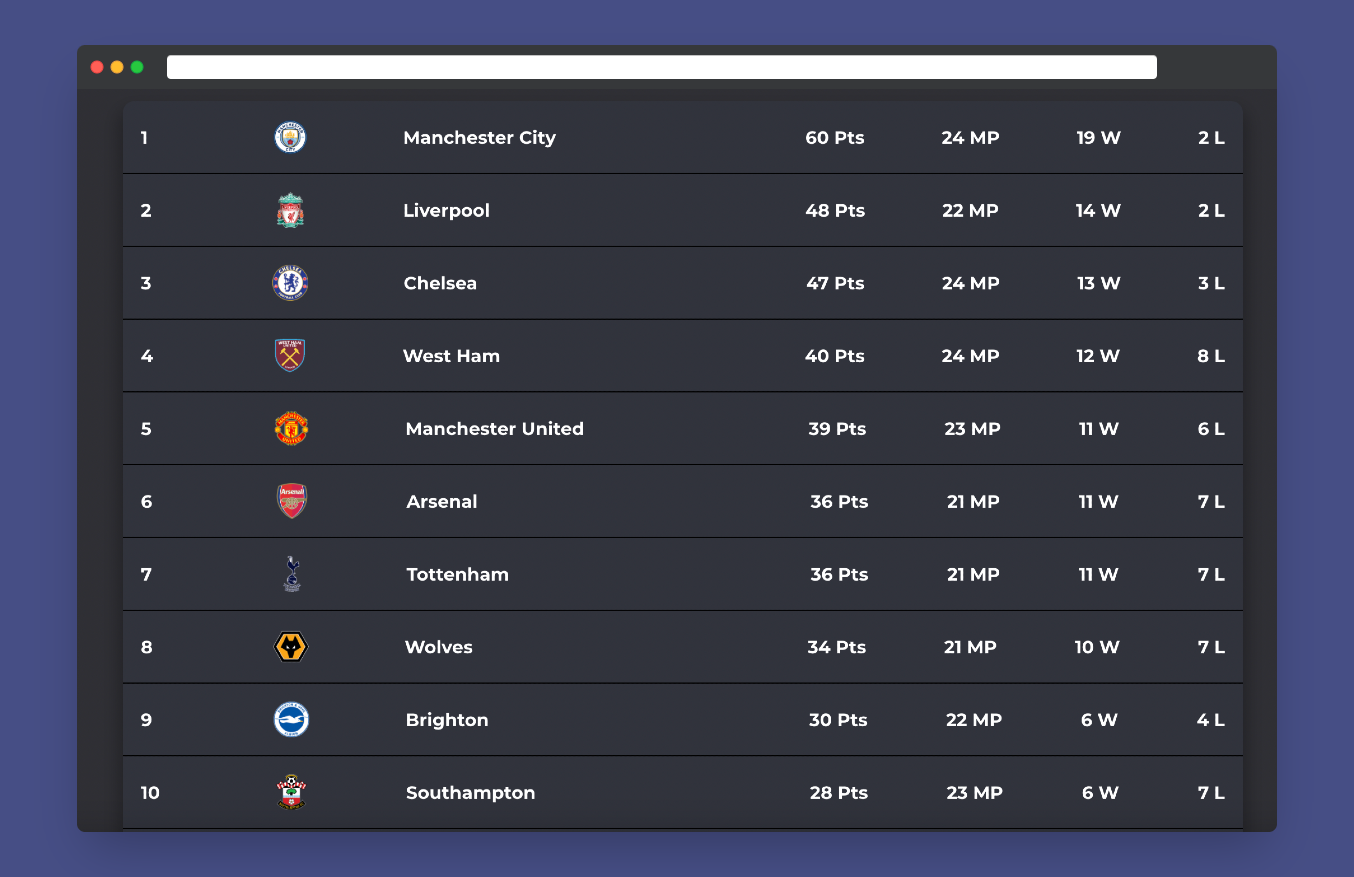 1 Manchester City 60 Pts 24 MP 19 W 2 L
2 Liverpool 48 Pts 22 MP 14 W 2 L
3 Chelsea 47 Pts 24 MP 13 W 3 L
4 West Ham 40 Pts 24 MP 12 W 8 L
5 Manchester United 39 Pts 23 MP 11 W 6 L
6 Arsenal 36 Pts 21 MP 11 W 7 L
7 Tottenham 36 Pts 21 MP 11 W 7 L
8 Wolves 34 Pts 21 MP 10 W 7 L
9 Brighton 30 Pts 22 MP 6 W 4 L
10 Southampton 28 Pts 23 MP 6 W 7 L